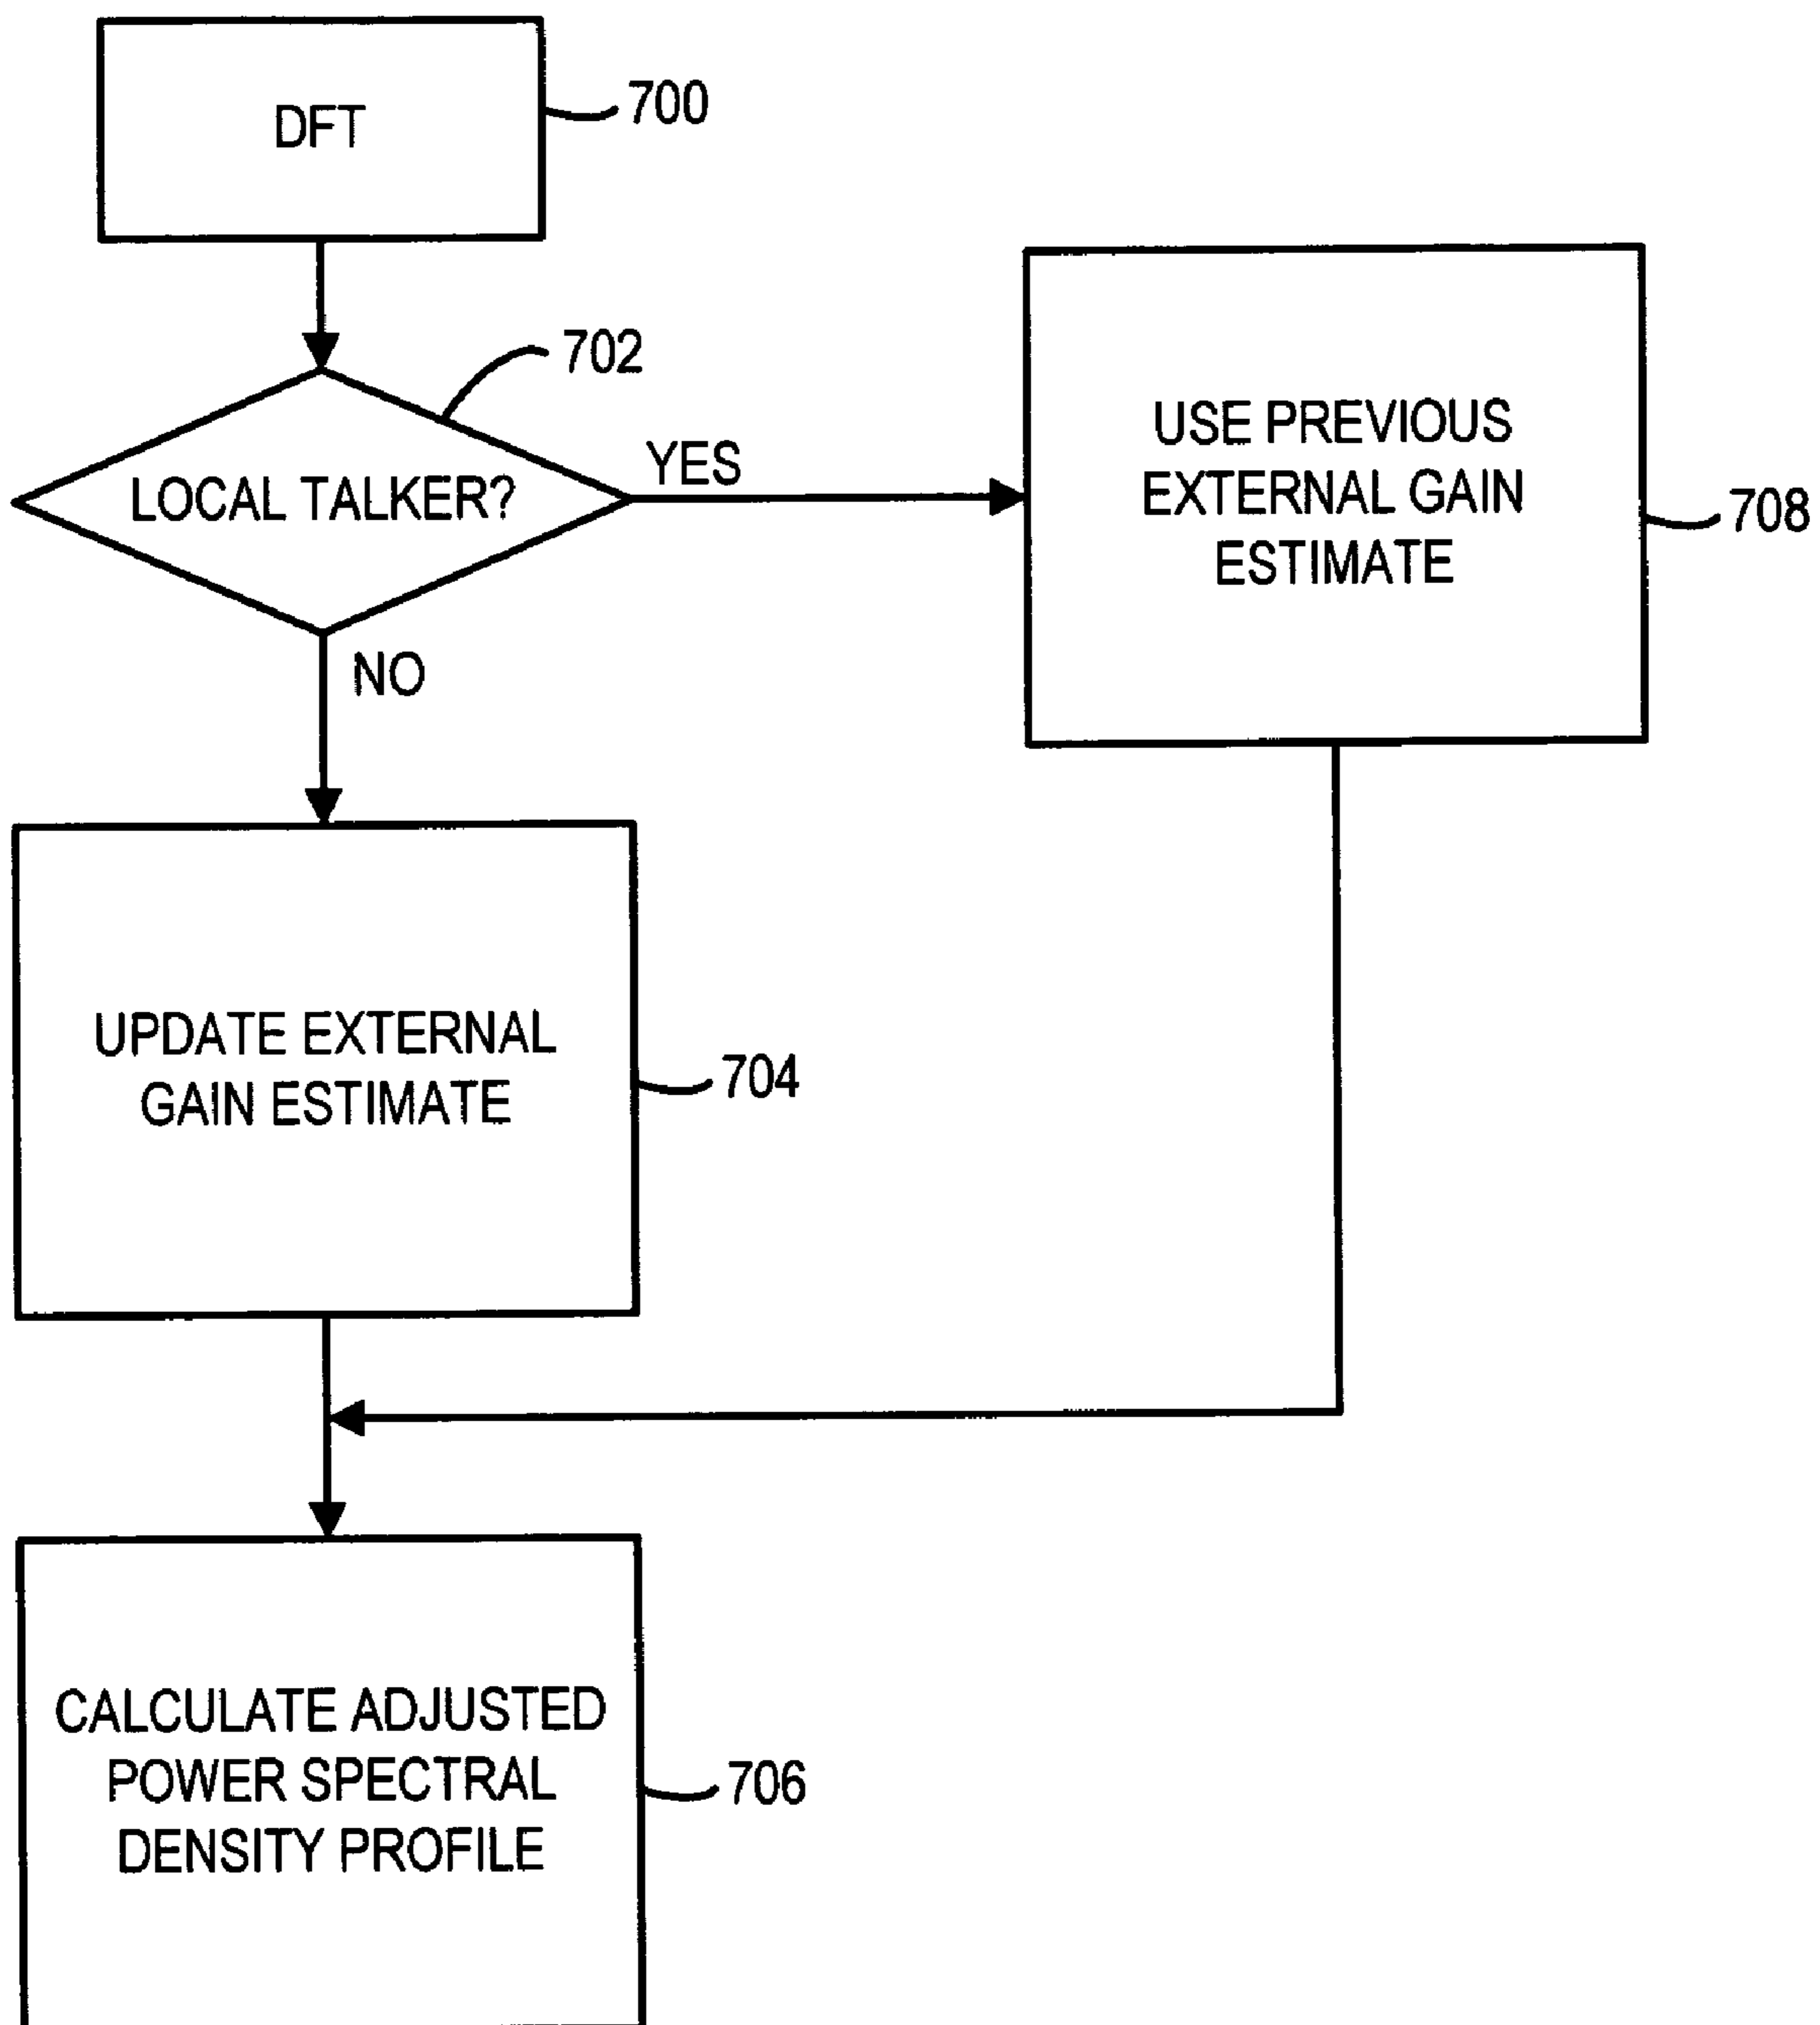 DFT
700
702
LOCAL TALKER?
YES
NO
USE PREVIOUS
EXTERNAL GAIN
ESTIMATE
708
UPDATE EXTERNAL
GAIN ESTIMATE
704
CALCULATE ADJUSTED
POWER SPECTRAL
DENSITY PROFILE
706